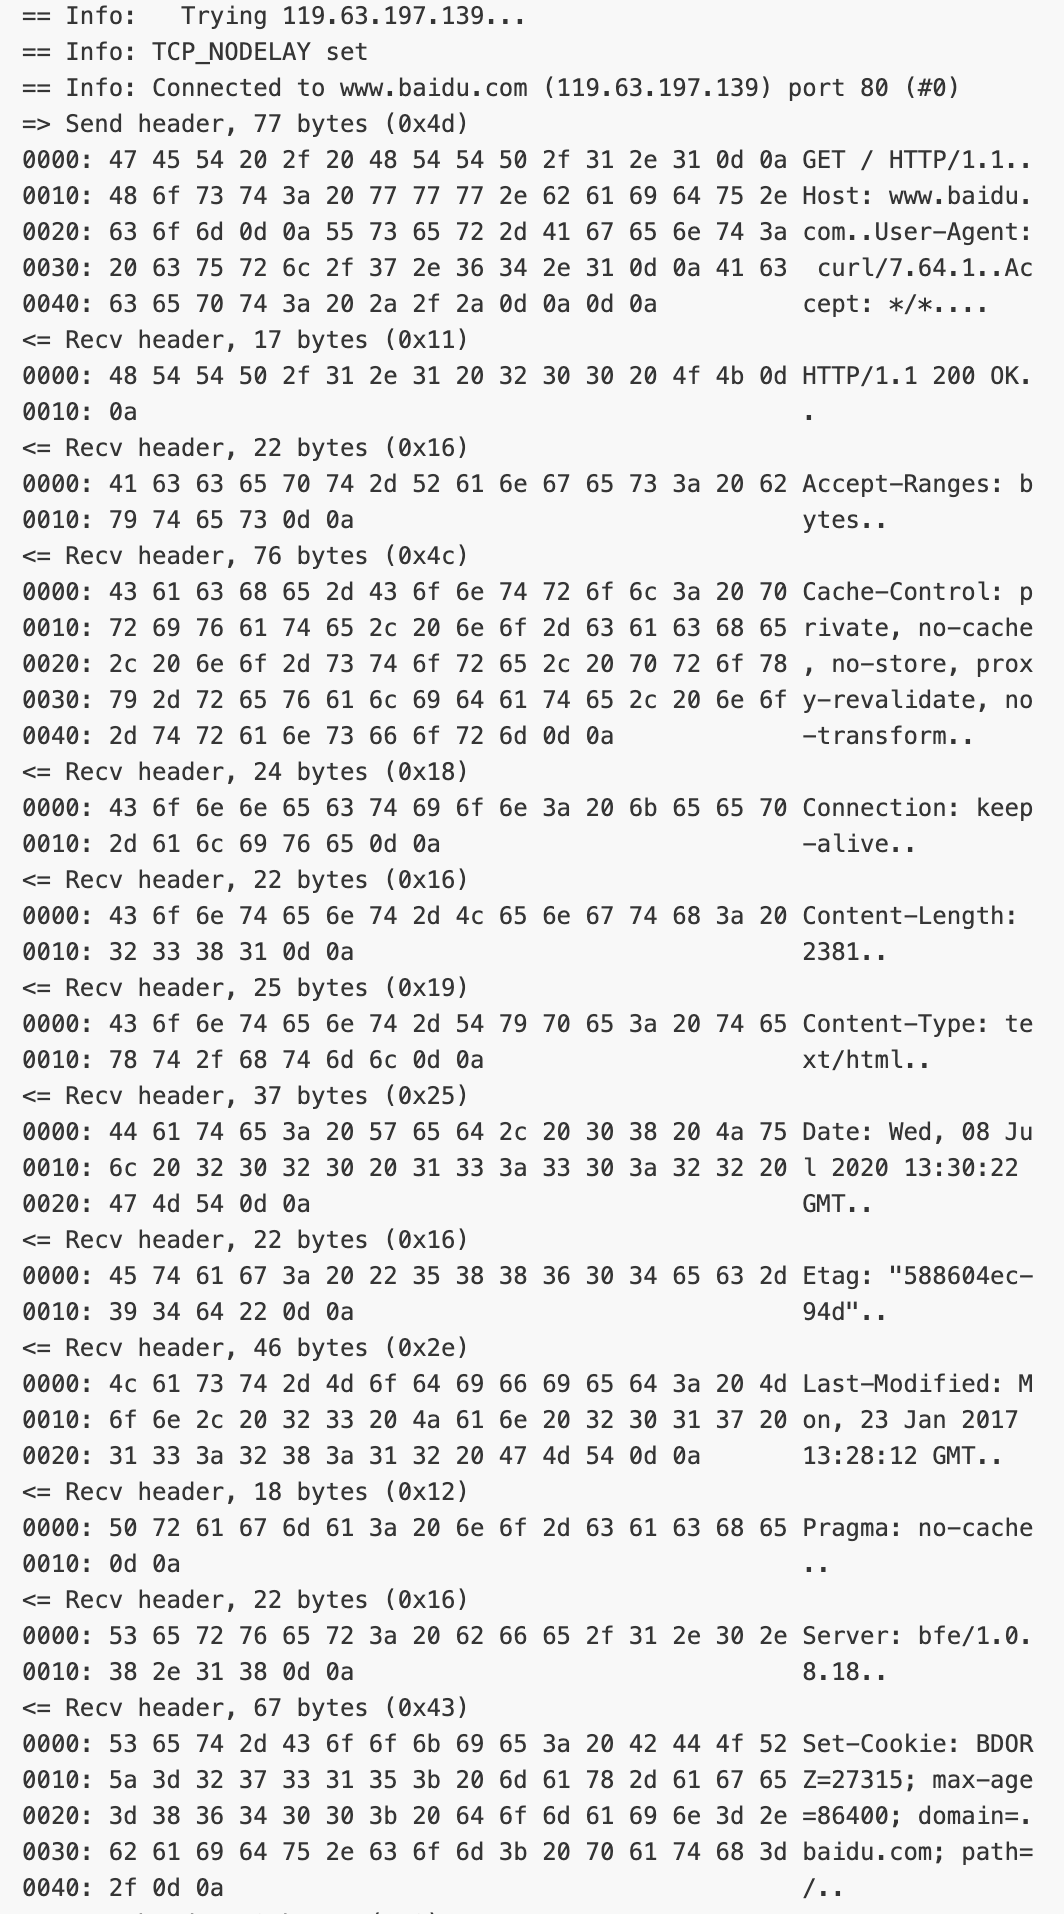 == Info:   Trying 119.63.197.139...
== Info: TCP_NODELAY set
== Info: Connected to www.baidu.com (119.63.197.139) port 80 (#0)
=> Send header, 77 bytes (0x4d)
0000: 47 45 54 20 2f 20 48 54 54 50 2f 31 2e 31 0d 0a GET / HTTP/1.1..
0010: 48 6f 73 74 3a 20 77 77 77 2e 62 61 69 64 75 2e Host: www.baidu.
0020: 63 6f 6d 0d 0a 55 73 65 72 2d 41 67 65 6e 74 3a com..User-Agent:
0030: 20 63 75 72 6c 2f 37 2e 36 34 2e 31 0d 0a 41 63  curl/7.64.1..Ac
0040: 63 65 70 74 3a 20 2a 2f 2a 0d 0a 0d 0a          cept: */*....
<= Recv header, 17 bytes (0x11)
0000: 48 54 54 50 2f 31 2e 31 20 32 30 30 20 4f 4b 0d HTTP/1.1 200 OK.
0010: 0a                                              .
<= Recv header, 22 bytes (0x16)
0000: 41 63 63 65 70 74 2d 52 61 6e 67 65 73 3a 20 62 Accept-Ranges: b
0010: 79 74 65 73 0d 0a                               ytes..
<= Recv header, 76 bytes (0x4c)
0000: 43 61 63 68 65 2d 43 6f 6e 74 72 6f 6c 3a 20 70 Cache-Control: p
0010: 72 69 76 61 74 65 2c 20 6e 6f 2d 63 61 63 68 65 rivate, no-cache
0020: 2c 20 6e 6f 2d 73 74 6f 72 65 2c 20 70 72 6f 78 , no-store, prox
0030: 79 2d 72 65 76 61 6c 69 64 61 74 65 2c 20 6e 6f y-revalidate, no
0040: 2d 74 72 61 6e 73 66 6f 72 6d 0d 0a             -transform..
<= Recv header, 24 bytes (0x18)
0000: 43 6f 6e 6e 65 63 74 69 6f 6e 3a 20 6b 65 65 70 Connection: keep
0010: 2d 61 6c 69 76 65 0d 0a                         -alive..
<= Recv header, 22 bytes (0x16)
0000: 43 6f 6e 74 65 6e 74 2d 4c 65 6e 67 74 68 3a 20 Content-Length:
0010: 32 33 38 31 0d 0a                               2381..
<= Recv header, 25 bytes (0x19)
0000: 43 6f 6e 74 65 6e 74 2d 54 79 70 65 3a 20 74 65 Content-Type: te
0010: 78 74 2f 68 74 6d 6c 0d 0a                      xt/html..
<= Recv header, 37 bytes (0x25)
0000: 44 61 74 65 3a 20 57 65 64 2c 20 30 38 20 4a 75 Date: Wed, 08 Ju
0010: 6c 20 32 30 32 30 20 31 33 3a 33 30 3a 32 32 20 l 2020 13:30:22
0020: 47 4d 54 0d 0a                                  GMT..
<= Recv header, 22 bytes (0x16)
0000: 45 74 61 67 3a 20 22 35 38 38 36 30 34 65 63 2d Etag: "588604ec-
0010: 39 34 64 22 0d 0a                               94d"..
<= Recv header, 46 bytes (0x2e)
0000: 4c 61 73 74 2d 4d 6f 64 69 66 69 65 64 3a 20 4d Last-Modified: M
0010: 6f 6e 2c 20 32 33 20 4a 61 6e 20 32 30 31 37 20 on, 23 Jan 2017
0020: 31 33 3a 32 38 3a 31 32 20 47 4d 54 0d 0a       13:28:12 GMT..
<= Recv header, 18 bytes (0x12)
0000: 50 72 61 67 6d 61 3a 20 6e 6f 2d 63 61 63 68 65 Pragma: no-cache
0010: 0d 0a                                           ..
<= Recv header, 22 bytes (0x16)
0000: 53 65 72 76 65 72 3a 20 62 66 65 2f 31 2e 30 2e Server: bfe/1.0.
0010: 38 2e 31 38 0d 0a                               8.18..
<= Recv header, 67 bytes (0x43)
0000: 53 65 74 2d 43 6f 6f 6b 69 65 3a 20 42 44 4f 52 Set-Cookie: BDOR
0010: 5a 3d 32 37 33 31 35 3b 20 6d 61 78 2d 61 67 65 Z=27315; max-age
0020: 3d 38 36 34 30 30 3b 20 64 6f 6d 61 69 6e 3d 2e =86400; domain=.
0030: 62 61 69 64 75 2e 63 6f 6d 3b 20 70 61 74 68 3d baidu.com; path=
0040: 2f 0d 0a                                        /..